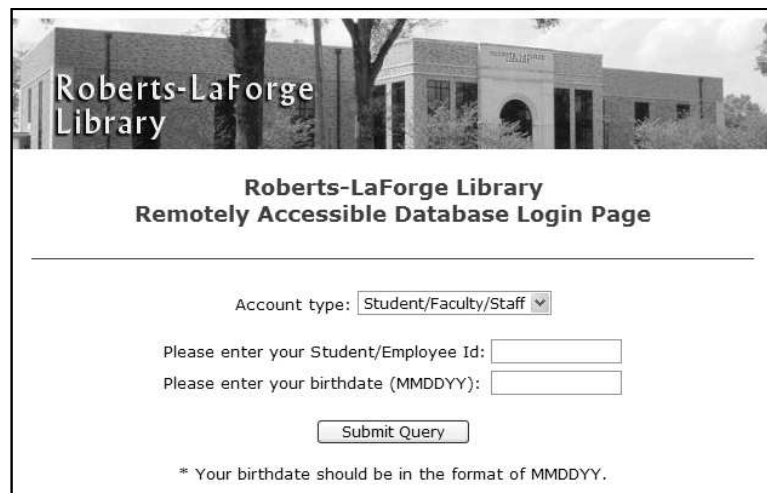 Roberts-LaForge
Library
Roberts-LaForge Library
Remotely Accessible Database Login Page
Account type: Student/Faculty/Staff
Please enter your Student/Employee Id:
Please enter your birthdate (MMDDYY):
Submit Query
* Your birthdate should be in the format of MMDDYY.